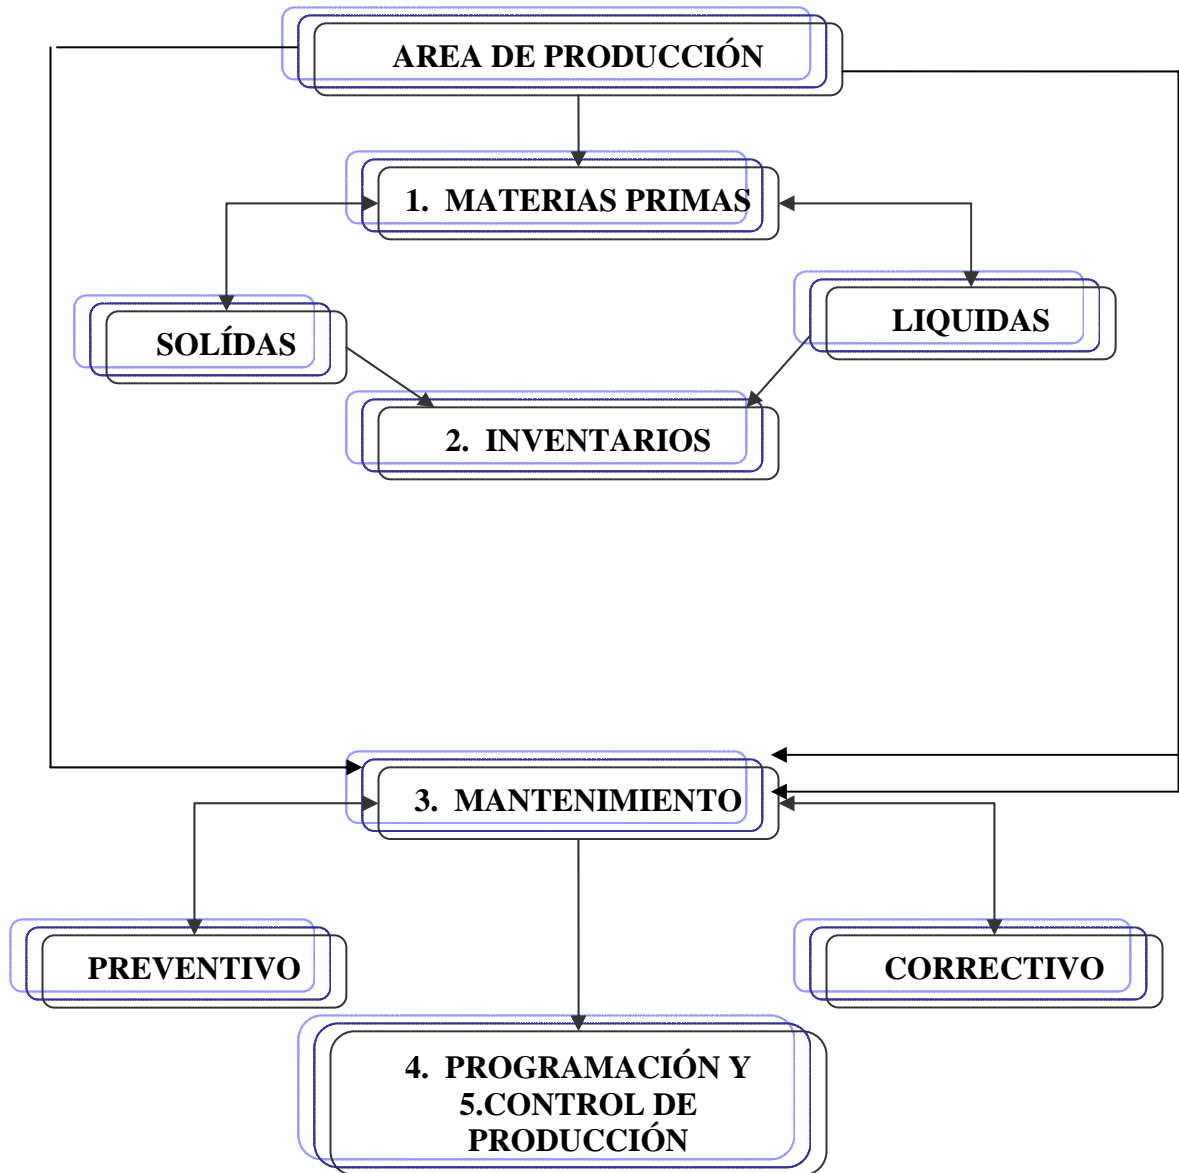 AREA DE PRODUCCIÓN
1. MATERIAS PRIMAS
SOLÍDAS
LIQUIDAS
2. INVENTARIOS
3. MANTENIMIENTO
PREVENTIVO
CORRECTIVO
4. PROGRAMACIÓN Y
5.CONTROL DE
PRODUCCIÓN